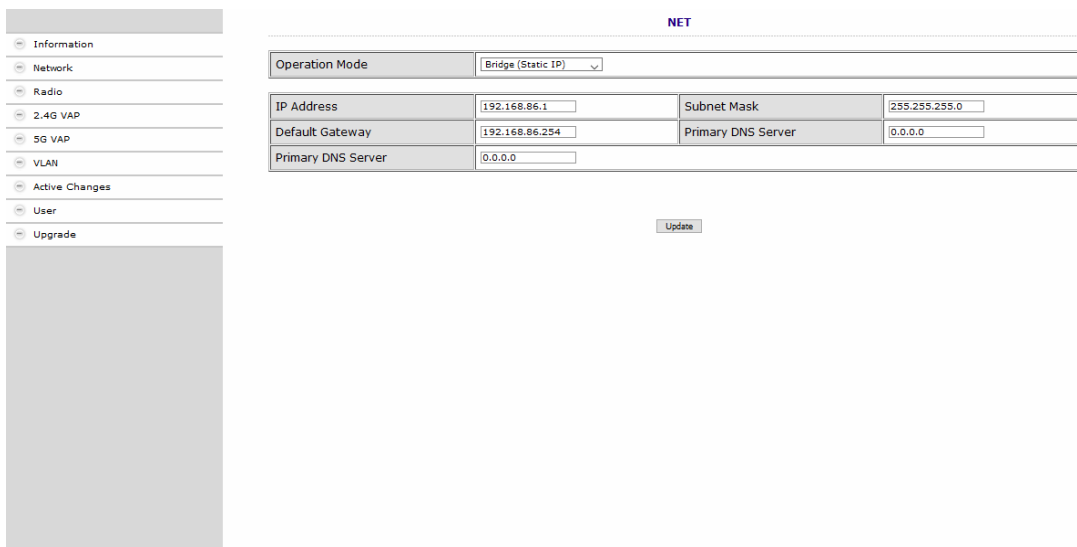 NET
Information
Network
Radio
2.4G VAP
5G VAP
VLAN
Active Changes
User
Upgrade
Operation Mode Bridge (Static IP)
IP Address 192.168.86.1 Subnet Mask 255.255.255.0
Default Gateway 192.168.86.254 Primary DNS Server 0.0.0.0
Primary DNS Server 0.0.0.0
Update